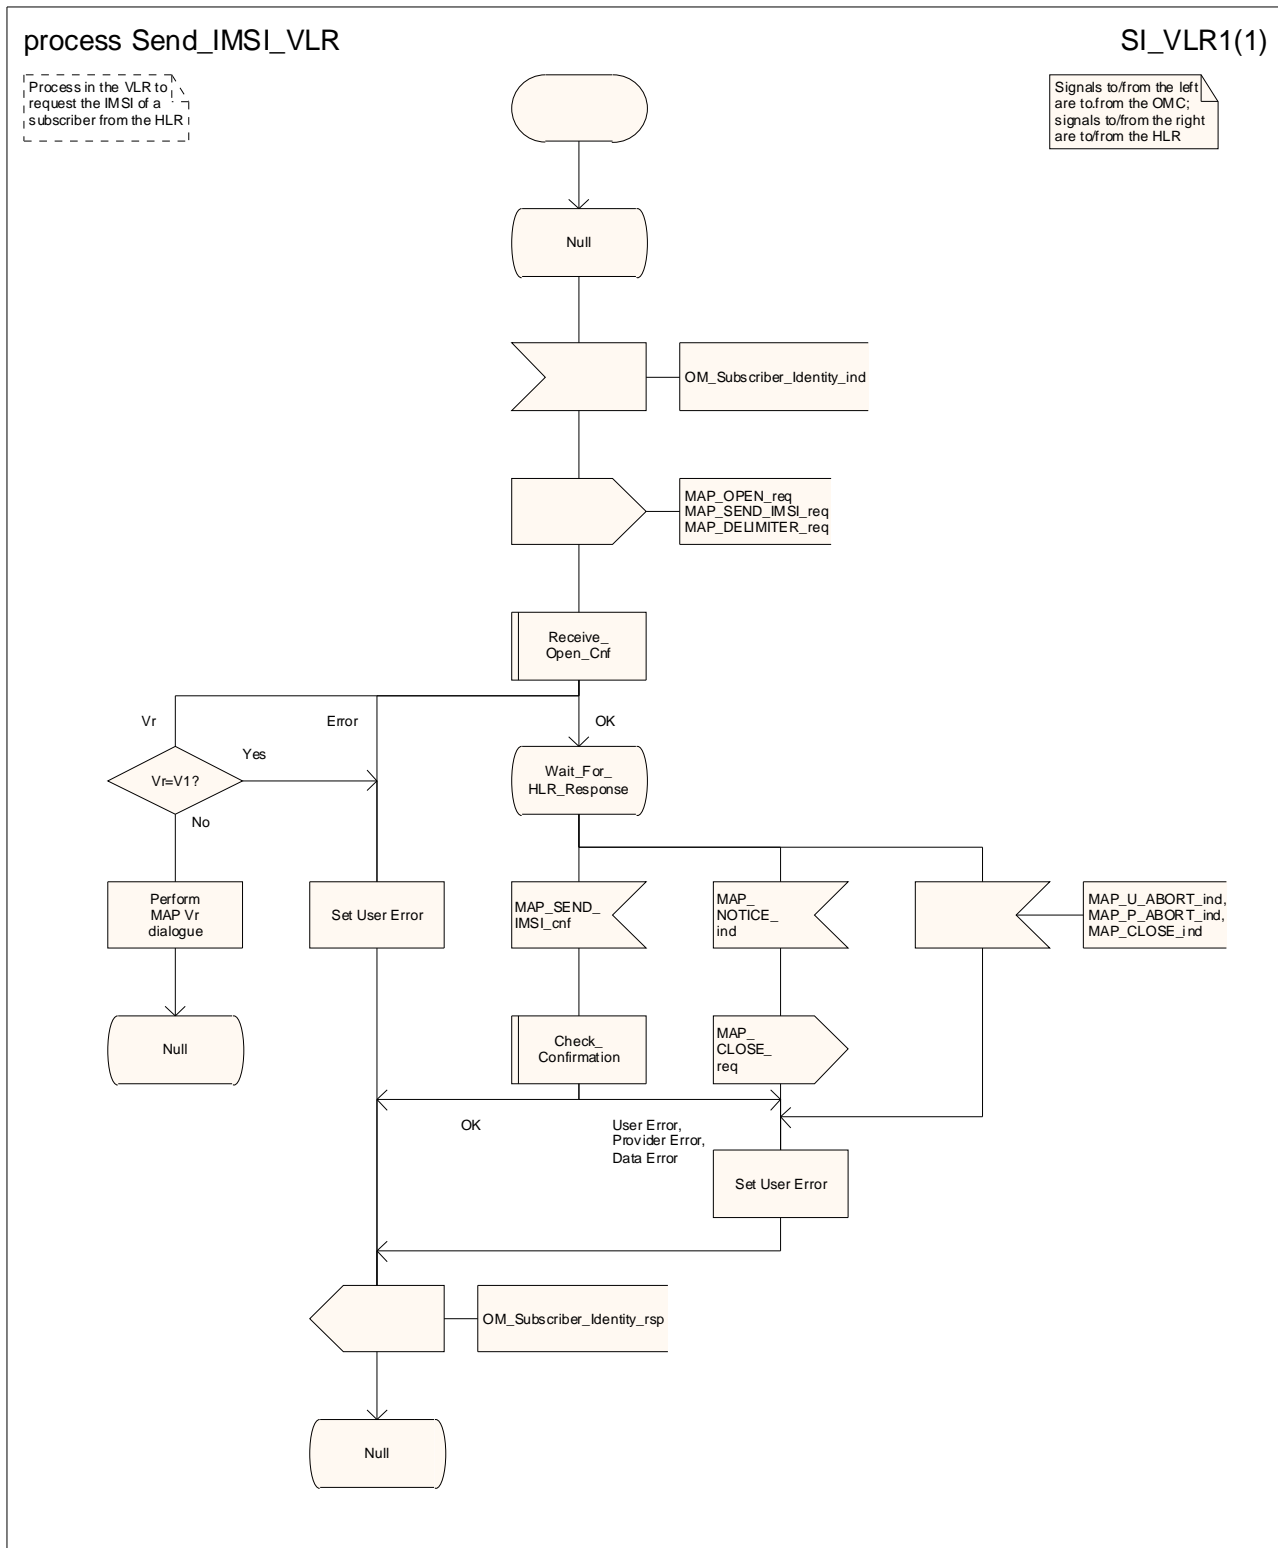 process Send_IMSI_VLR
SI_VLR1(1)
Process in the VLR to
request the IMSI of a
subscriber from the HLR
Signals to/from the left
are to.from the OMC;
signals to/from the right
are to/from the HLR
Null
OM_Subscriber_Identity_ind
MAP_OPEN_req
MAP_SEND_IMSI_req
MAP_DELIMITER_req
Receive_
Open_Cnf
Vr
Error
OK
Yes
Vr=V1?
Wait_For_
HLR_Response
No
Perform
MAP Vr
dialogue
Set User Error
MAP_SEND_
IMSI_cnf
MAP_
NOTICE_
ind
MAP_U_ABORT_ind,
MAP_P_ABORT_ind,
MAP_CLOSE_ind
Null
Check_
Confirmation
MAP_
CLOSE_
req
OK
User Error,
Provider Error,
Data Error
Set User Error
OM_Subscriber_Identity_rsp
Null